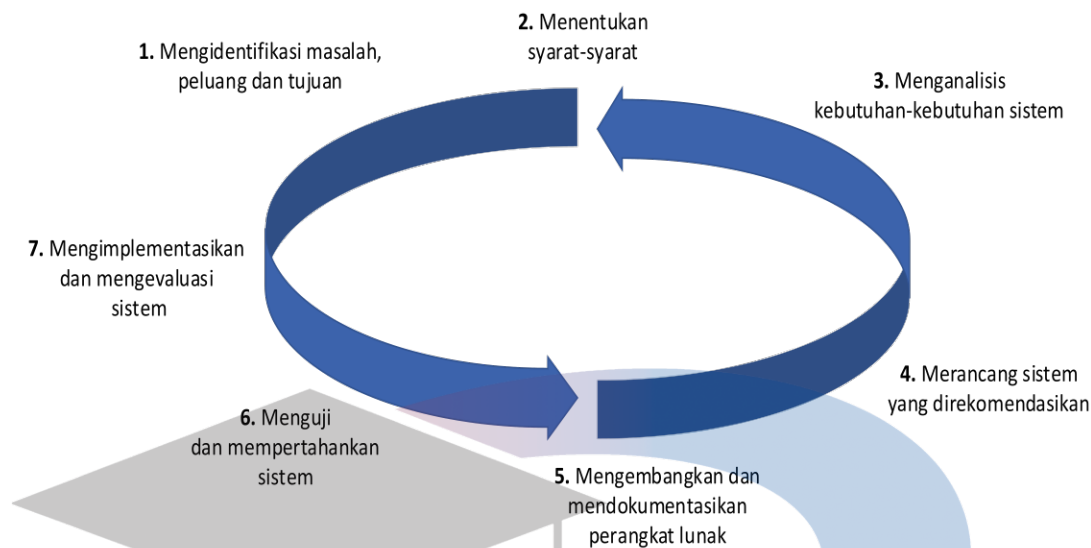 1. Mengidentifikasi masalah,
peluang dan tujuan
2. Menentukan
syarat-syarat
3. Menganalisis
kebutuhan-kebutuhan sistem
4. Merancang sistem
yang direkomendasikan
5. Mengembangkan dan
mendokumentasikan
perangkat lunak
6. Menguji
dan mempertahankan
sistem
7. Mengimplementasikan
dan mengevaluasi
sistem